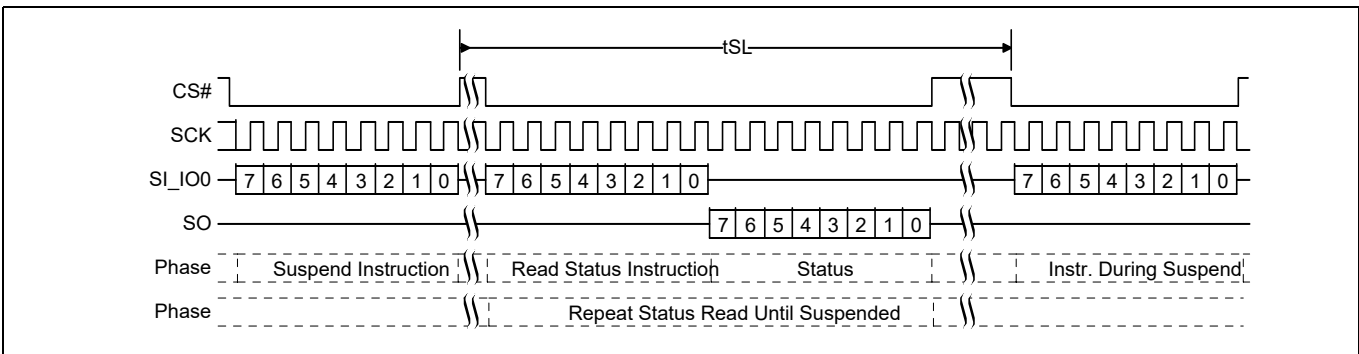 tSL
CS#
SCK
SI_IO0 7 6 5 4 3 2 1 0 7 6 5 4 3 2 1 0 7 6 5 4 3 2 1 0
SO 7 6 5 4 3 2 1 0
Phase Suspend Instruction Read Status Instruction Status Instr. During Suspend
Phase Repeat Status Read Until Suspended